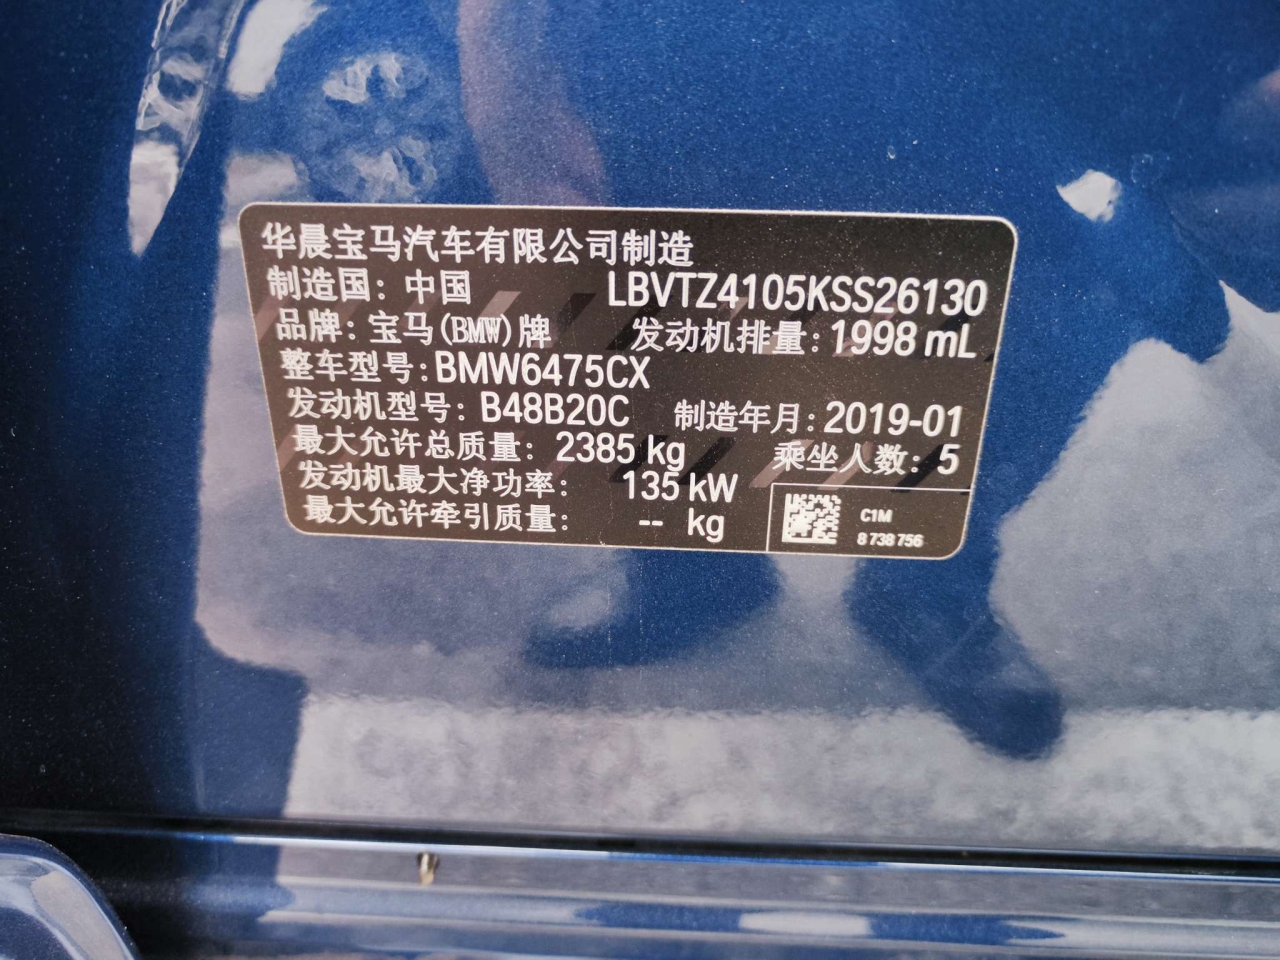 华晨宝马汽车有限公司制造
制造国：中国 LBVTZ4105KSS26130
品牌：宝马(BMW)牌 发动机排量：1998 mL
整车型号：BMW6475CX
发动机型号：B48B20C 制造年月：2019-01
最大允许总质量：2385 kg 乘坐人数：5
发动机最大净功率：135 kW
最大允许牵引质量：-- kg
C1M
8 738 756